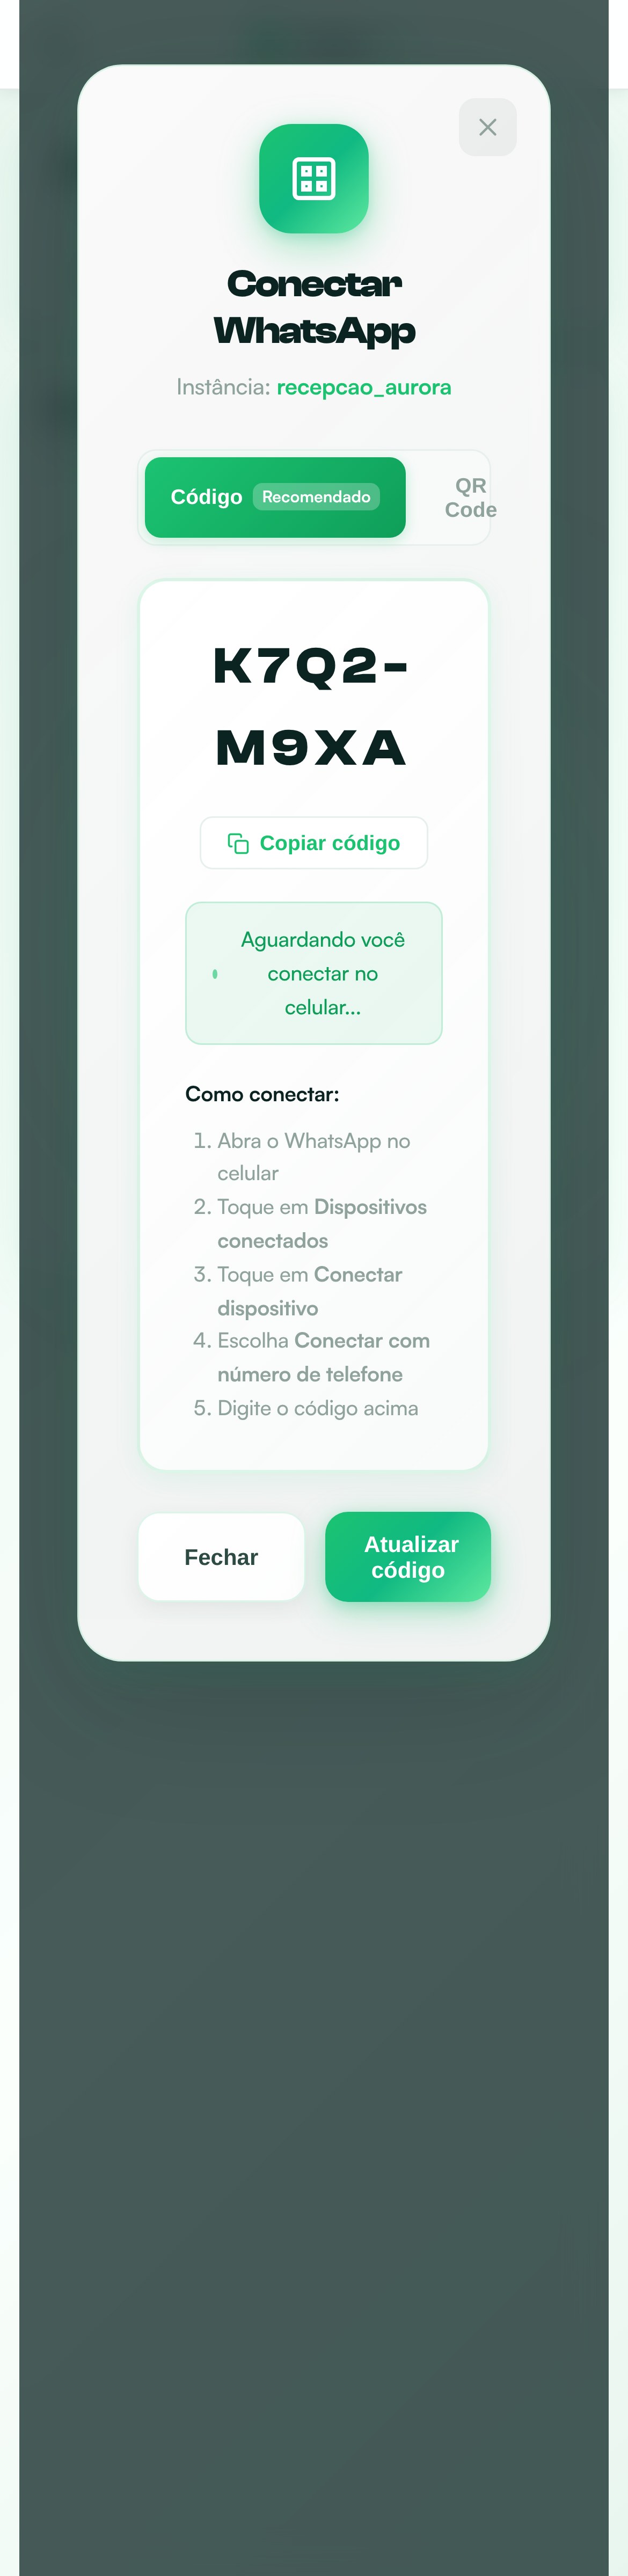 Conectar
WhatsApp
Instância: recepcao_aurora
Código Recomendado
QR
Code
K7Q2-
M9XA
Copiar código
Aguardando você
conectar no
celular...
Como conectar:
1. Abra o WhatsApp no
celular
2. Toque em Dispositivos
conectados
3. Toque em Conectar
dispositivo
4. Escolha Conectar com
número de telefone
5. Digite o código acima
Fechar
Atualizar
código